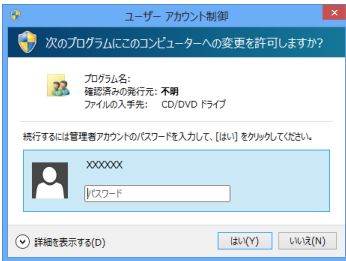 ユーザー アカウント制御
次のプログラムにこのコンピューターへの変更を許可しますか?
プログラム名:
確認済みの発行元: 不明
ファイルの入手先: CD/DVD ドライブ
続行するには管理者アカウントのパスワードを入力して、[はい] をクリックしてください。
XXXXXX
パスワード
詳細を表示する(D)
はい(Y)
いいえ(N)